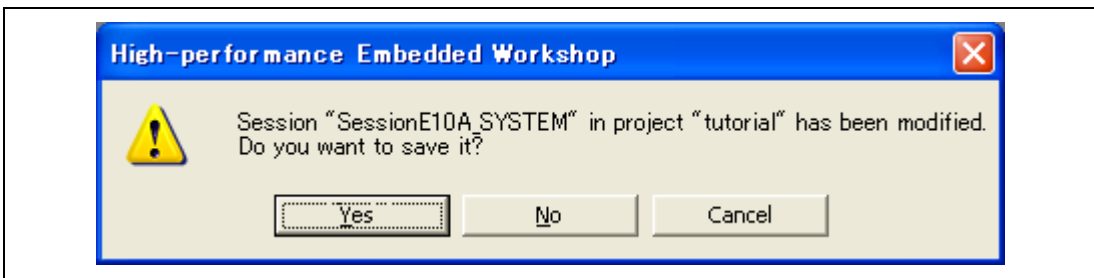 High-performance Embedded Workshop
Session "SessionE10A_SYSTEM" in project "tutorial" has been modified.
Do you want to save it?
Yes No Cancel